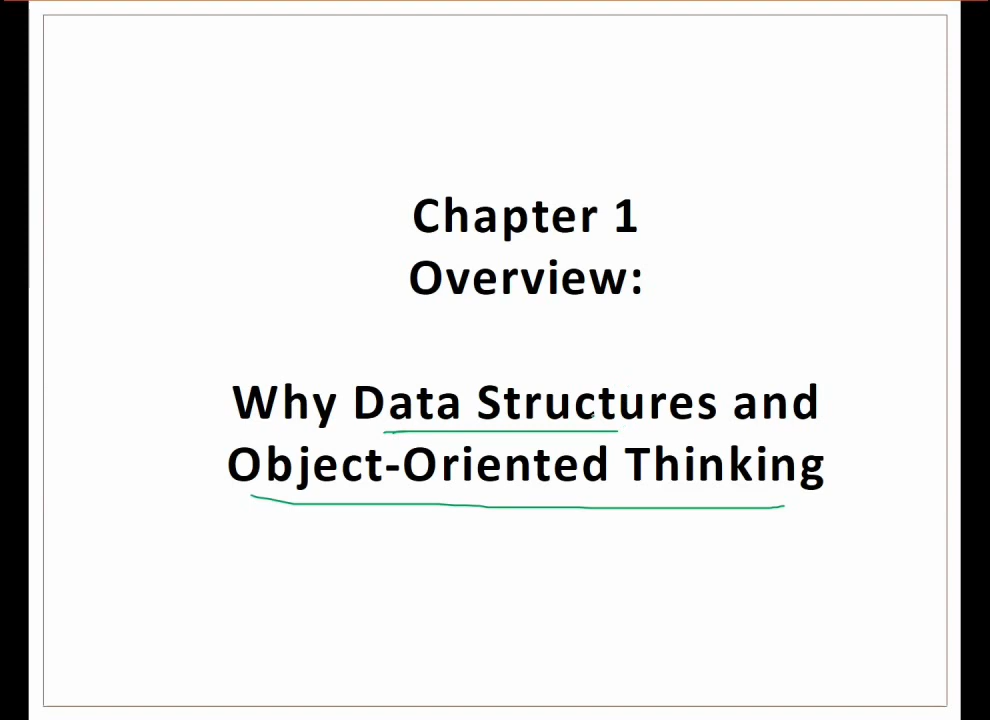 Chapter 1
Overview:
Why Data Structures and
Object-Oriented Thinking